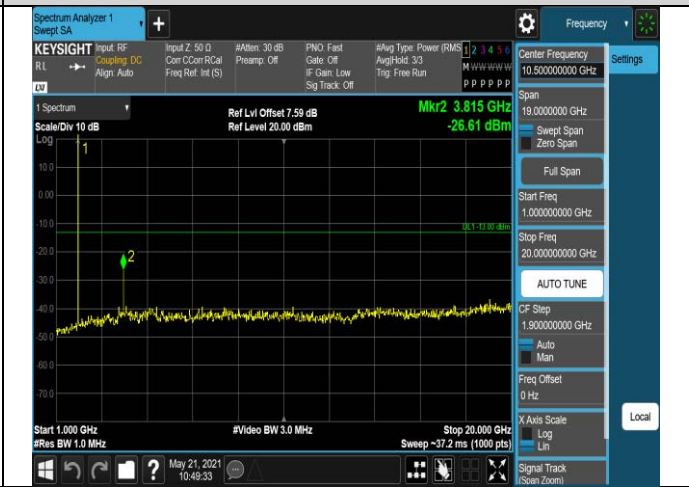 Spectrum Analyzer 1
Swept SA
+
Frequency
KEYSIGHT
RL
LXI
Input: RF
Coupling: DC
Align: Auto
Input Z: 50 Ω
Corr CCorr RCal
Freq Ref: Int (S)
#Atten: 30 dB
Preamp: Off
PNO: Fast
Gate: Off
IF Gain: Low
Sig Track: Off
#Avg Type: Power (RMS)
Avg|Hold: 3/3
Trig: Free Run
1 2 3 4 5 6
M W W W W W
P P P P P P
1 Spectrum
Scale/Div 10 dB
Log
Ref Lvl Offset 7.59 dB
Ref Level 20.00 dBm
Mkr2 3.815 GHz
-26.61 dBm
1
10.0
0.00
-10.0
DL1 -13.00 dBm
-20.0
2
-30.0
-40.0
-50.0
-60.0
-70.0
Start 1.000 GHz
#Res BW 1.0 MHz
#Video BW 3.0 MHz
Stop 20.000 GHz
Sweep ~37.2 ms (1000 pts)
?
May 21, 2021
10:49:33
Center Frequency
10.500000000 GHz
Settings
Span
19.0000000 GHz
Swept Span
Zero Span
Full Span
Start Freq
1.000000000 GHz
Stop Freq
20.000000000 GHz
AUTO TUNE
CF Step
1.900000000 GHz
Auto
Man
Freq Offset
0 Hz
X Axis Scale
Log
Lin
Local
Signal Track
(Span Zoom)